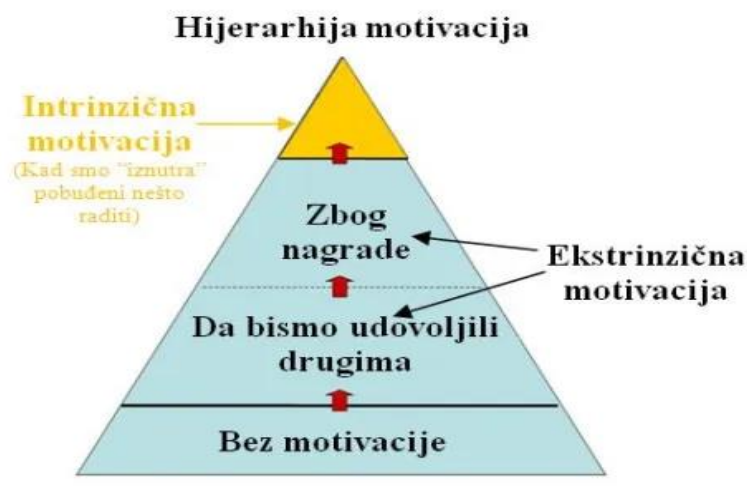 Hijerarhija motivacija
Intrinzična
motivacija
(Kad smo "iznutra"
pobuđeni nešto
raditi)
Zbog
nagrade
Ekstrinzična
motivacija
Da bismo udovoljili
drugima
Bez motivacije